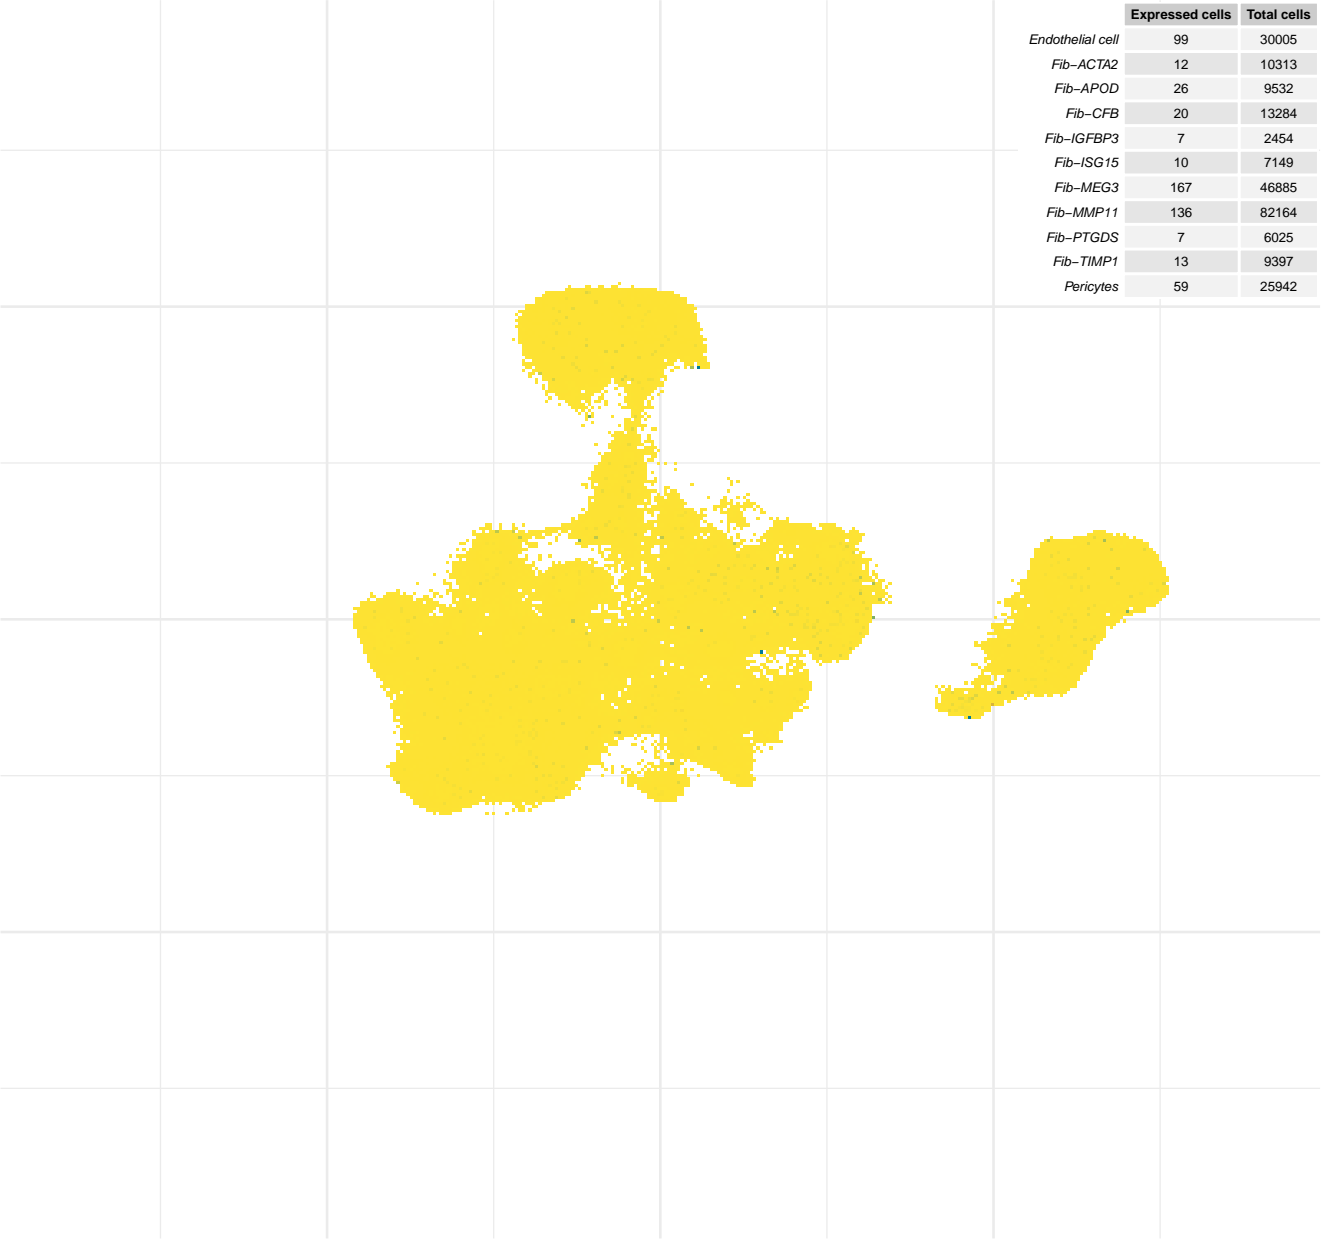 Expressed cells Total cells
Endothelial cell 99 30005
Fib−ACTA2 12 10313
Fib−APOD 26 9532
Fib−CFB 20 13284
Fib−IGFBP3 7 2454
Fib−ISG15 10 7149
Fib−MEG3 167 46885
Fib−MMP11 136 82164
Fib−PTGDS 7 6025
Fib−TIMP1 13 9397
Pericytes 59 25942